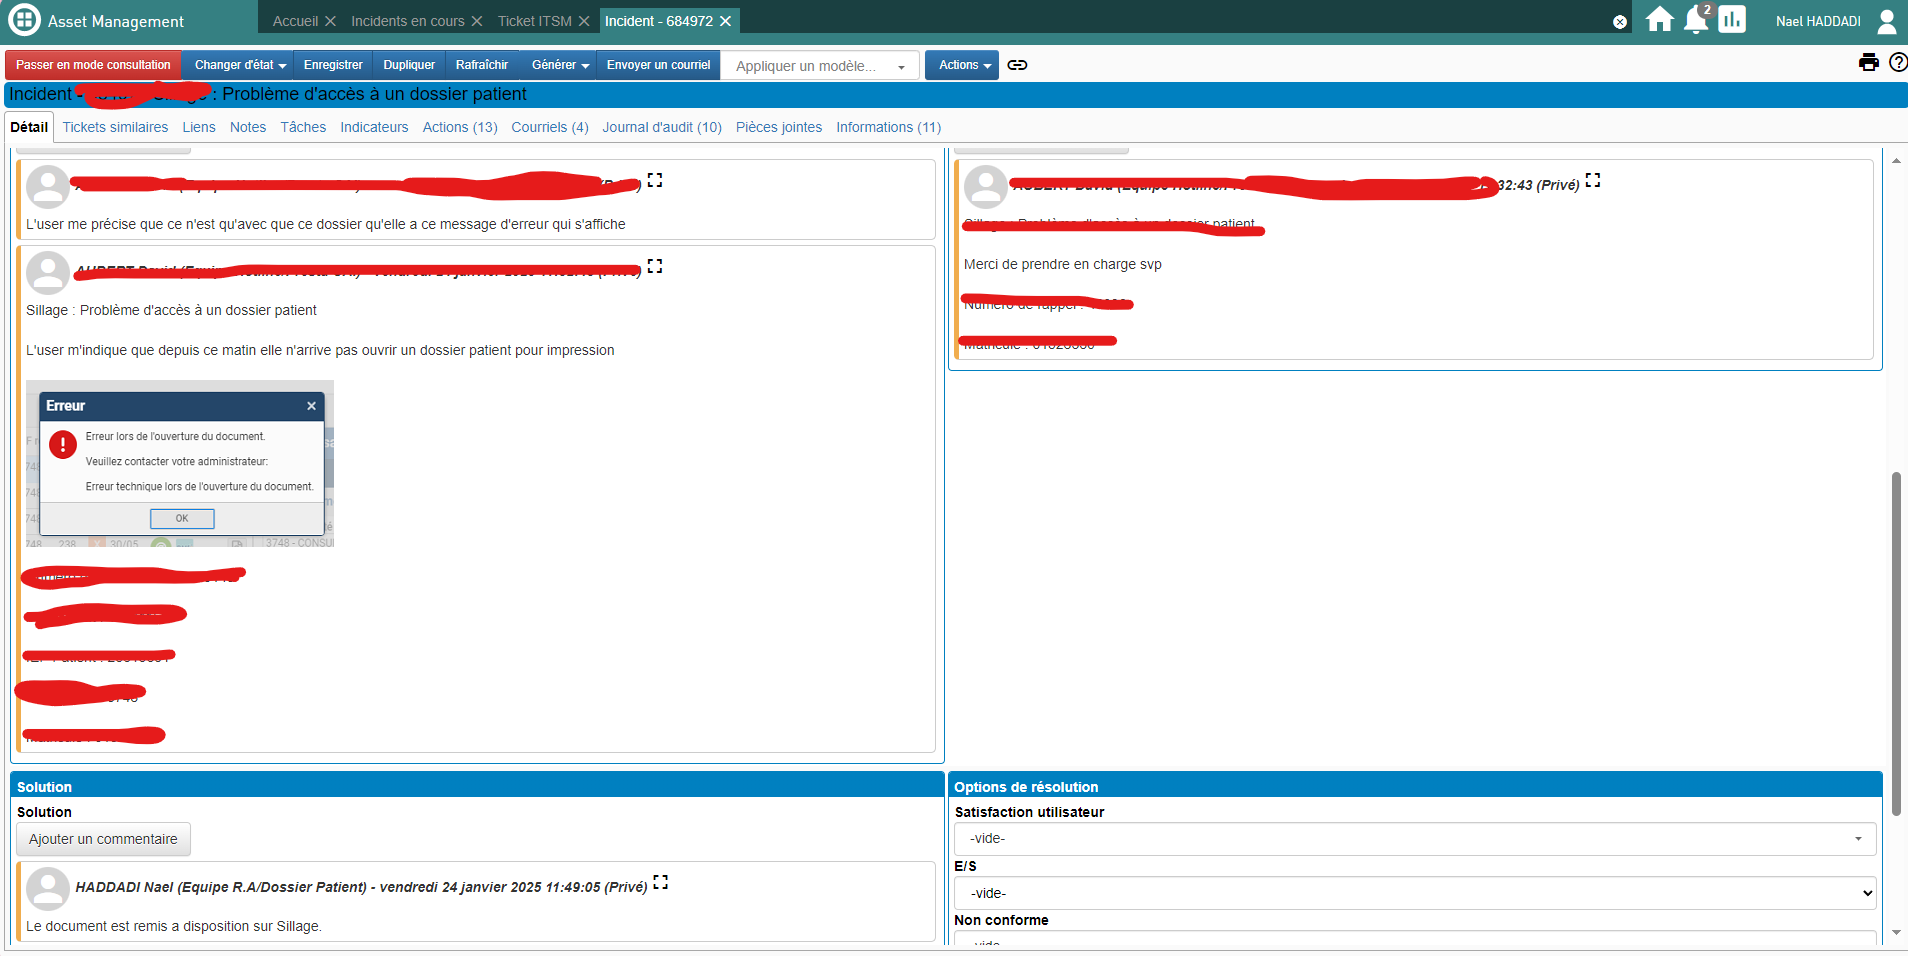 Asset Management
Accueil
Incidents en cours
Ticket ITSM
Incident - 684972
2
Nael HADDADI
Passer en mode consultation
Changer d'état
Enregistrer
Dupliquer
Rafraîchir
Générer
Envoyer un courriel
Appliquer un modèle...
Actions
Incident - : Problème d'accès à un dossier patient
Détail
Tickets similaires
Liens
Notes
Tâches
Indicateurs
Actions (13)
Courriels (4)
Journal d'audit (10)
Pièces jointes
Informations (11)
L'user me précise que ce n'est qu'avec que ce dossier qu'elle a ce message d'erreur qui s'affiche
Sillage : Problème d'accès à un dossier patient
L'user m'indique que depuis ce matin elle n'arrive pas ouvrir un dossier patient pour impression
Erreur
Erreur lors de l'ouverture du document.
Veuillez contacter votre administrateur:
Erreur technique lors de l'ouverture du document.
OK
238
30/05
3748 - CONSU
32:43 (Privé)
patient
Merci de prendre en charge svp
Solution
Solution
Ajouter un commentaire
HADDADI Nael (Equipe R.A/Dossier Patient) - vendredi 24 janvier 2025 11:49:05 (Privé)
Le document est remis a disposition sur Sillage.
Options de résolution
Satisfaction utilisateur
-vide-
E/S
-vide-
Non conforme
-vide-